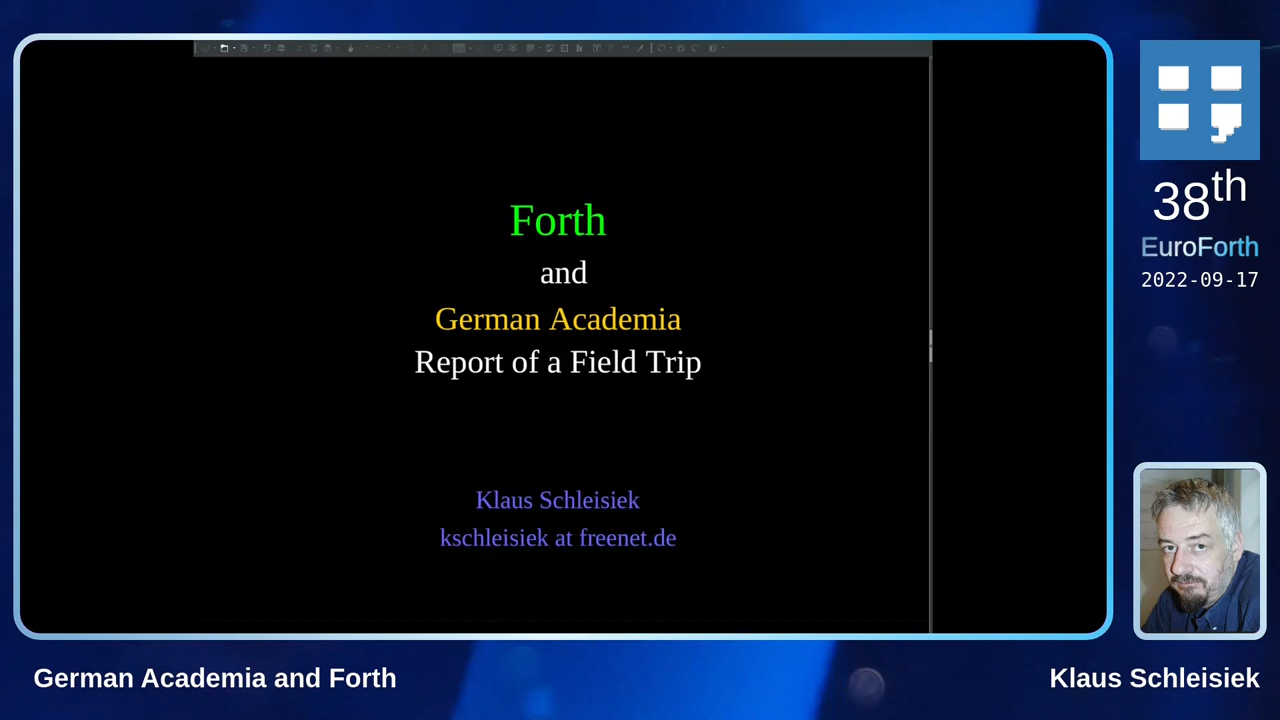 Forth
and
German Academia
Report of a Field Trip
Klaus Schleisiek
kschleisiek at freenet.de
38th
EuroForth
2022-09-17
German Academia and Forth
Klaus Schleisiek